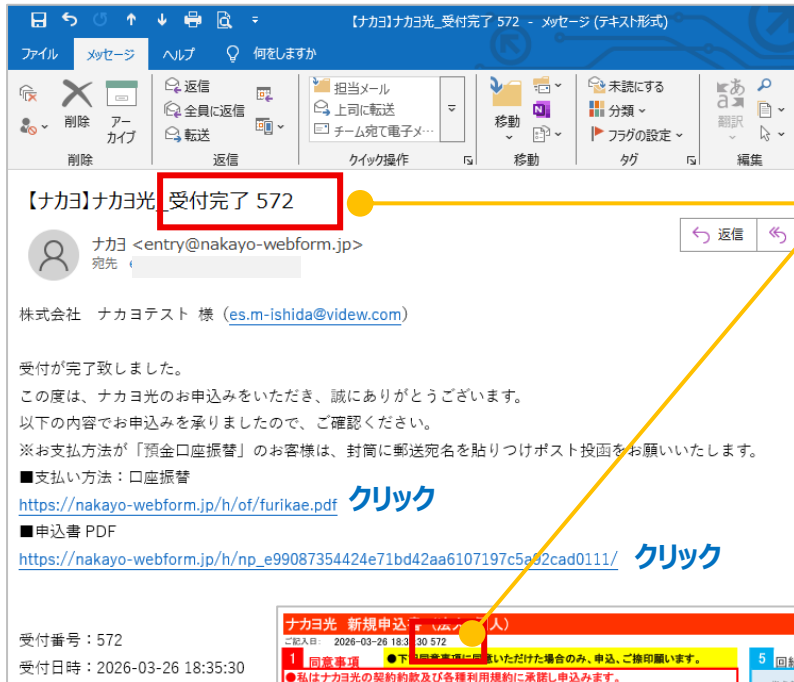 【ナカヨ】ナカヨ光_受付完了 572 - メッセージ (テキスト形式)
ファイル メッセージ ヘルプ 何をしますか
削除
アーカイブ
削除
返信
全員に返信
転送
返信
担当メール
上司に転送
チーム宛て電子メ…
クイック操作
移動
移動
未読にする
分類
フラグの設定
タグ
あ
翻訳
編集
【ナカヨ】ナカヨ光_受付完了 572
ナカヨ <entry@nakayo-webform.jp>
宛先
返信
株式会社 ナカヨテスト 様（es.m-ishida@videw.com）
受付が完了致しました。
この度は、ナカヨ光のお申込みをいただき、誠にありがとうございます。
以下の内容でお申込みを承りましたので、ご確認ください。
※お支払方法が「預金口座振替」のお客様は、封筒に郵送宛名を貼りつけポスト投函をお願いいたします。
■支払い方法：口座振替
https://nakayo-webform.jp/h/of/furikae.pdf クリック
■申込書 PDF
https://nakayo-webform.jp/h/np_e99087354424e71bd42aa6107197c5a92cad0111/ クリック
受付番号：572
受付日時：2026-03-26 18:35:30
ナカヨ光 新規申込書 (法人 人)
ご記入日: 2026-03-26 18:35:30 572
1 同意事項 ●下記同意事項に同意いただけた場合のみ、申込、ご捺印願います。
●私はナカヨ光の契約約款及び各種利用規約に承諾し申込みます。
5 回